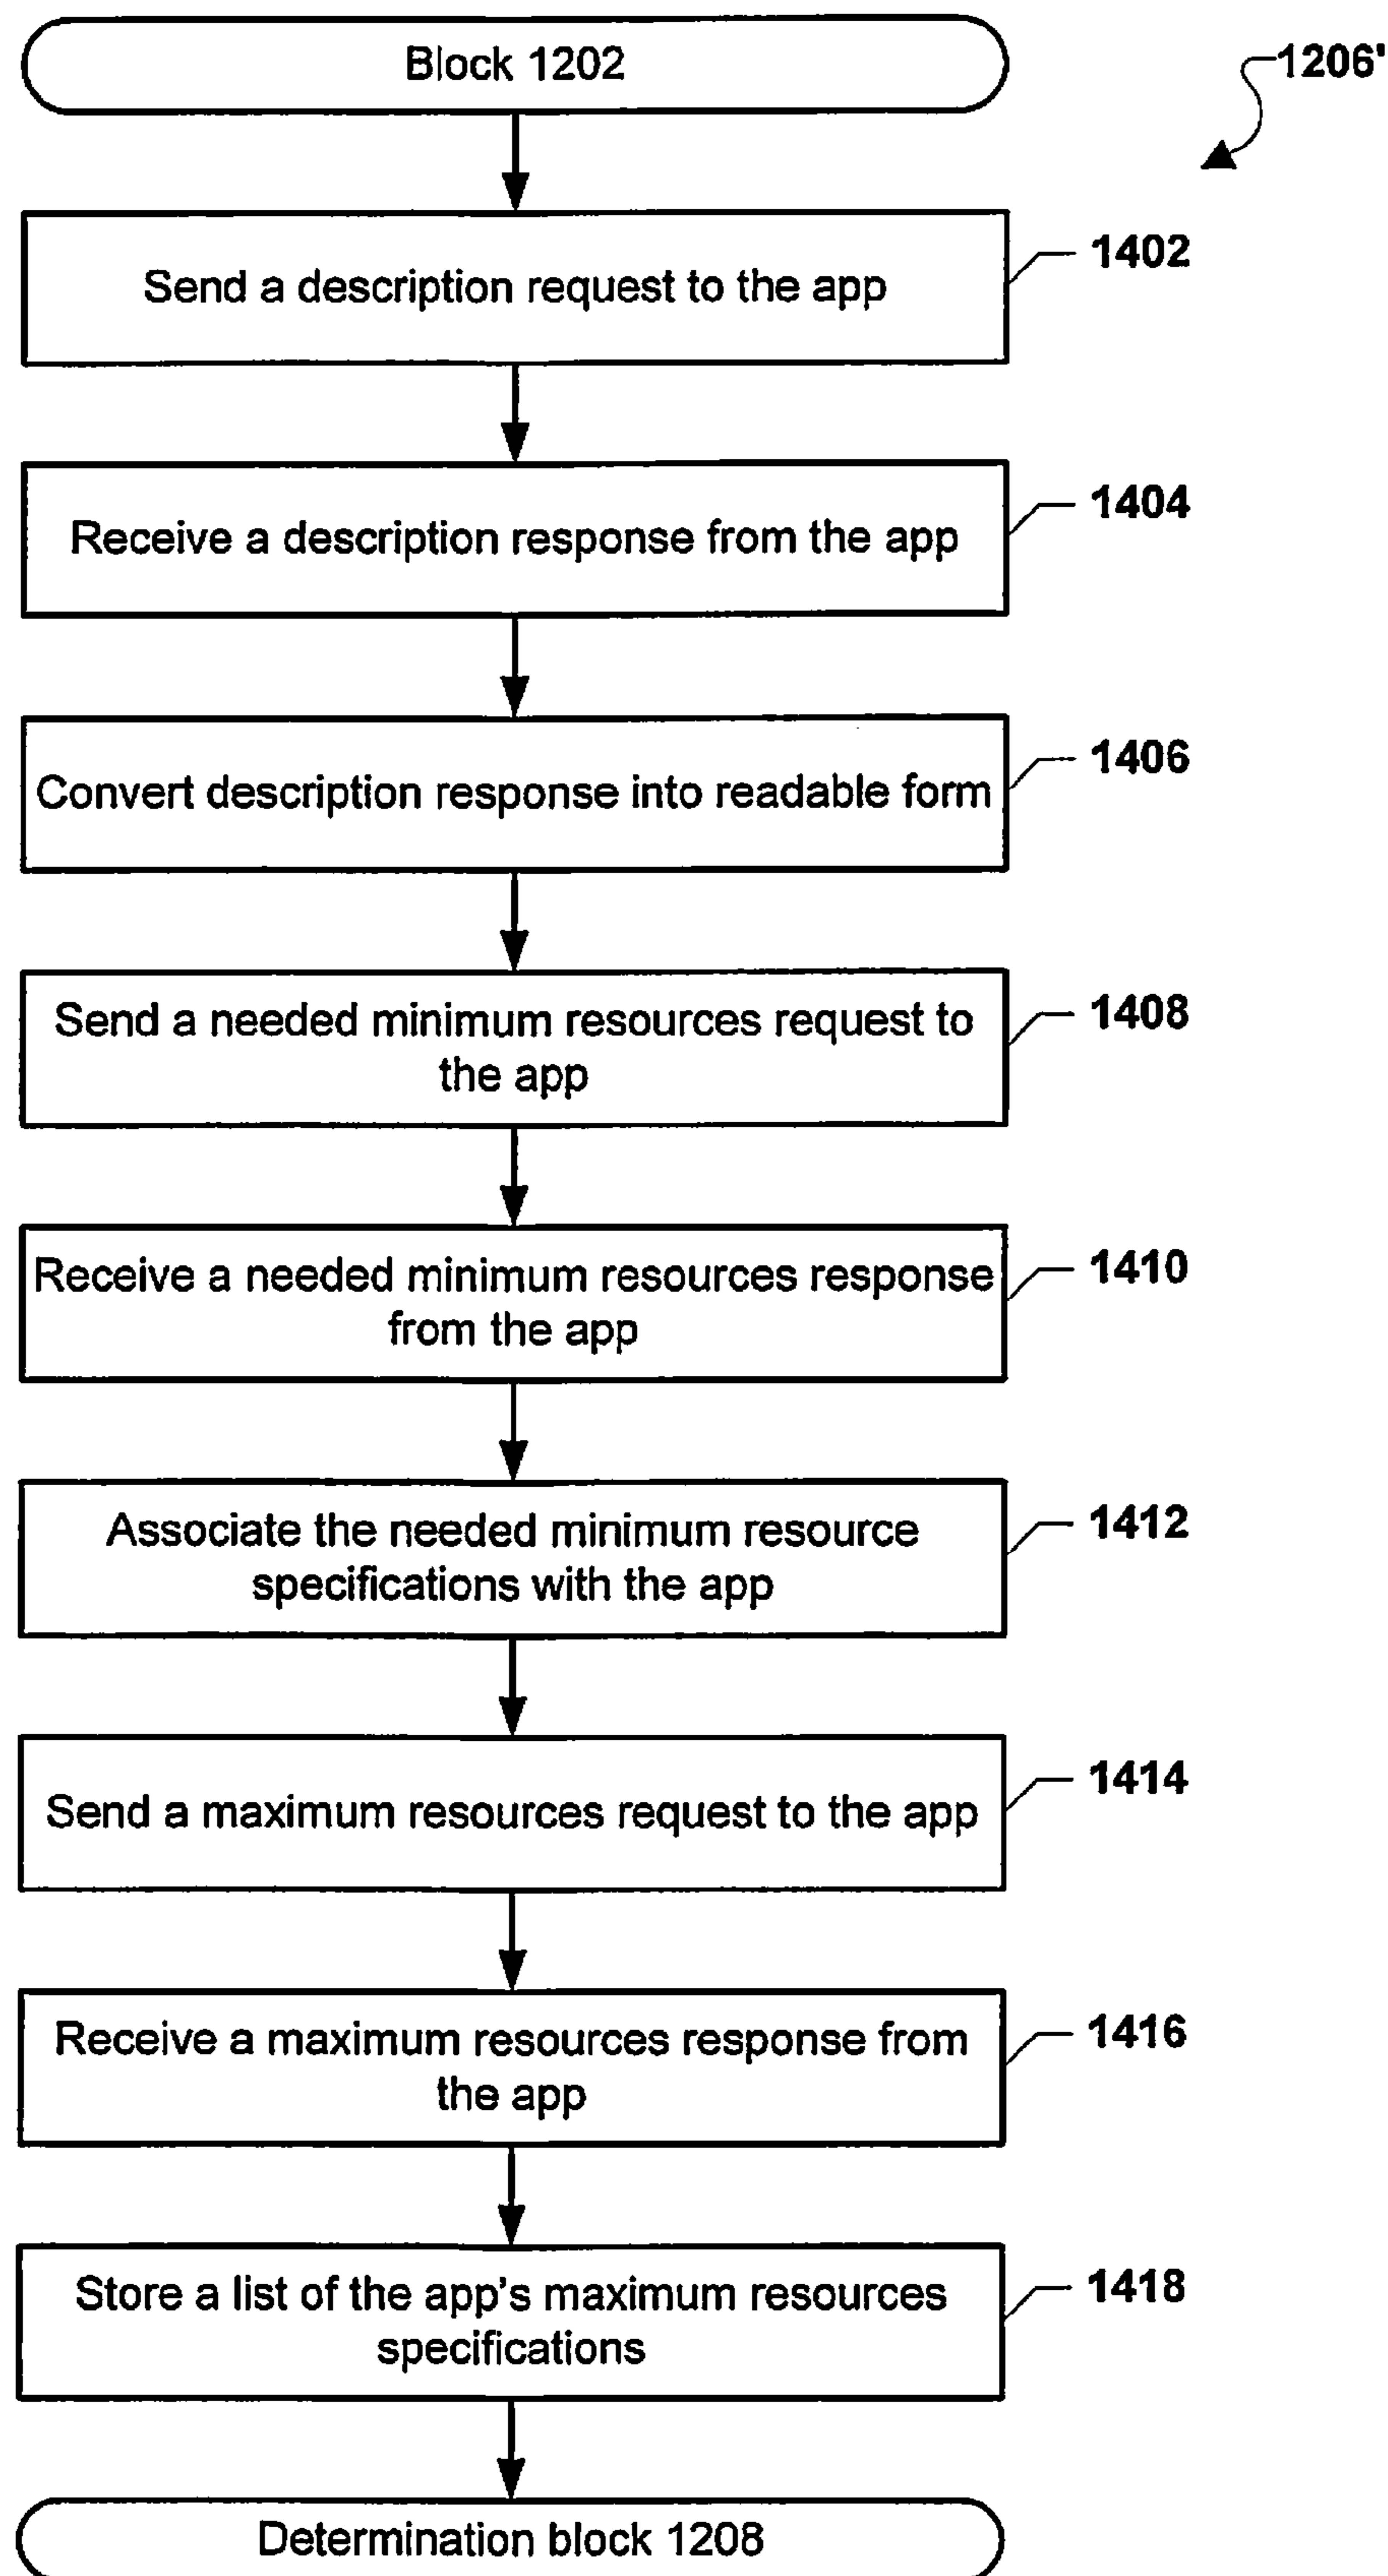 Block 1202
1206'
Send a description request to the app
1402
Receive a description response from the app
1404
Convert description response into readable form
1406
Send a needed minimum resources request to
the app
1408
Receive a needed minimum resources response
from the app
1410
Associate the needed minimum resource
specifications with the app
1412
Send a maximum resources request to the app
1414
Receive a maximum resources response from
the app
1416
Store a list of the app's maximum resources
specifications
1418
Determination block 1208